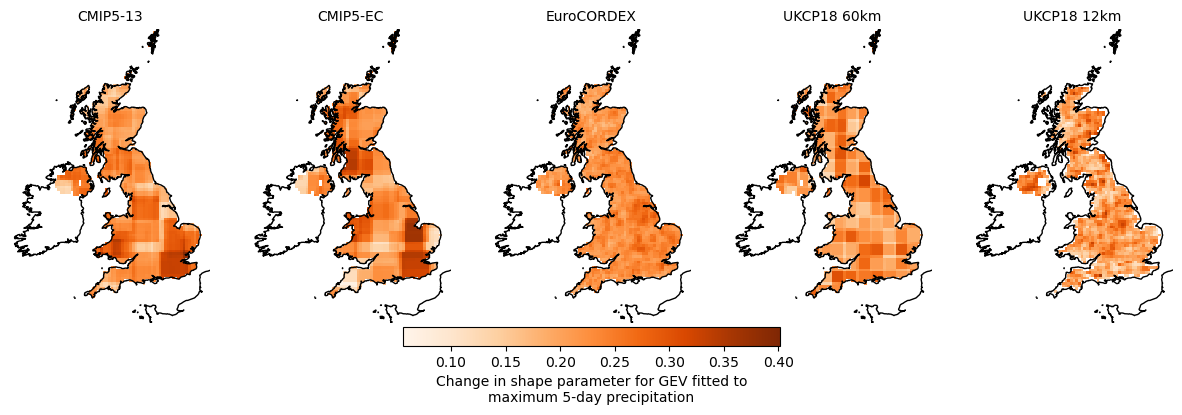 CMIP5-13
CMIP5-EC
EuroCORDEX
UKCP18 60km
UKCP18 12km
0.10 0.15 0.20 0.25 0.30 0.35 0.40
Change in shape parameter for GEV fitted to
maximum 5-day precipitation